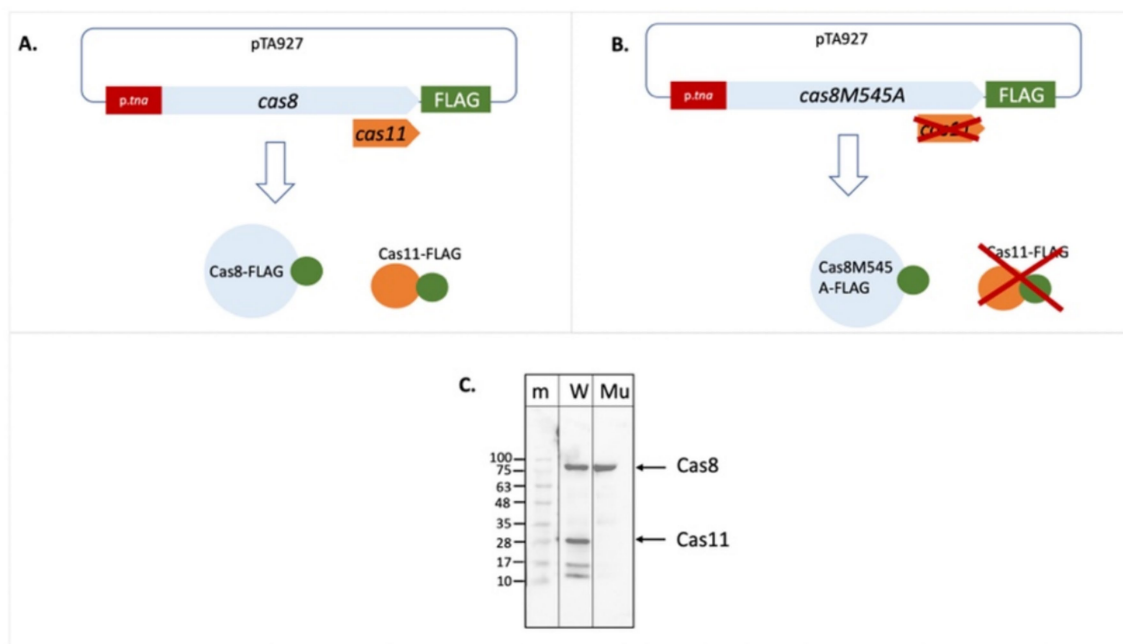 A.
pTA927
p.tna
cas8
FLAG
cas11
Cas8-FLAG
Cas11-FLAG
B.
pTA927
p.tna
cas8M545A
FLAG
cas11
Cas8M545
A-FLAG
Cas11-FLAG
C.
m W Mu
100
75
63
48
35
28
17
10
Cas8
Cas11